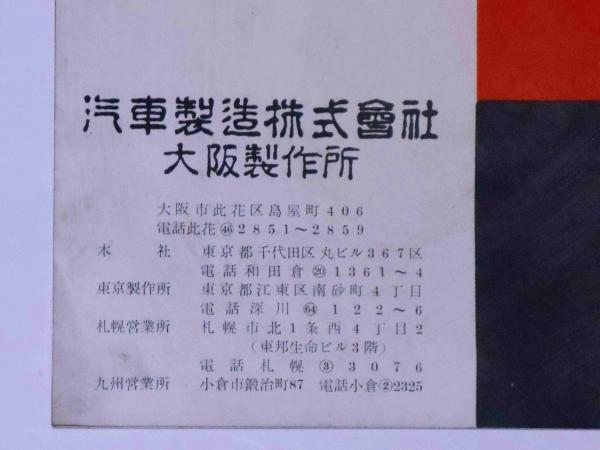 汽車製造株式會社
大阪製作所
大阪市此花区島屋町406
電話此花㊻2851～2859
本社 東京都千代田区丸ビル367区
電話和田倉⑳1361～4
東京製作所 東京都江東区南砂町4丁目
電話深川(64)122～6
札幌営業所 札幌市北1条西4丁目2
(東邦生命ビル3階)
電話札幌③3076
九州営業所 小倉市鍛治町87 電話小倉②2325